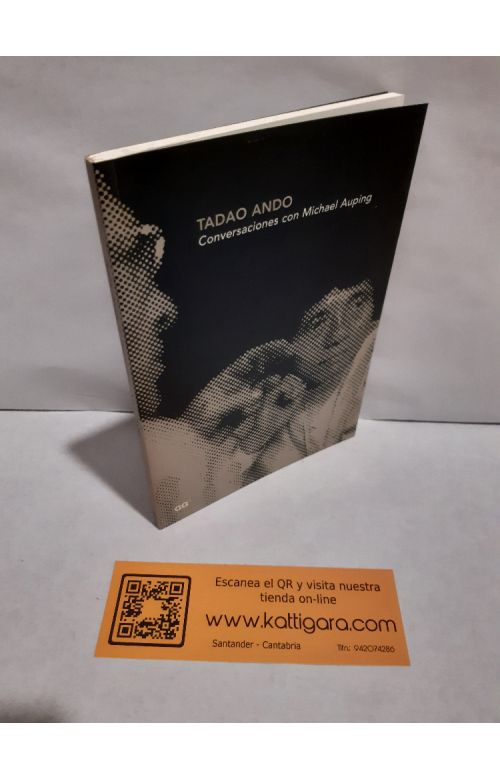 TADAO ANDO
Conversaciones con Michael Auping
GG
Escanea el QR y visita nuestra
tienda on-line
www.kattigara.com
Santander - Cantabria Tfn: 942074286